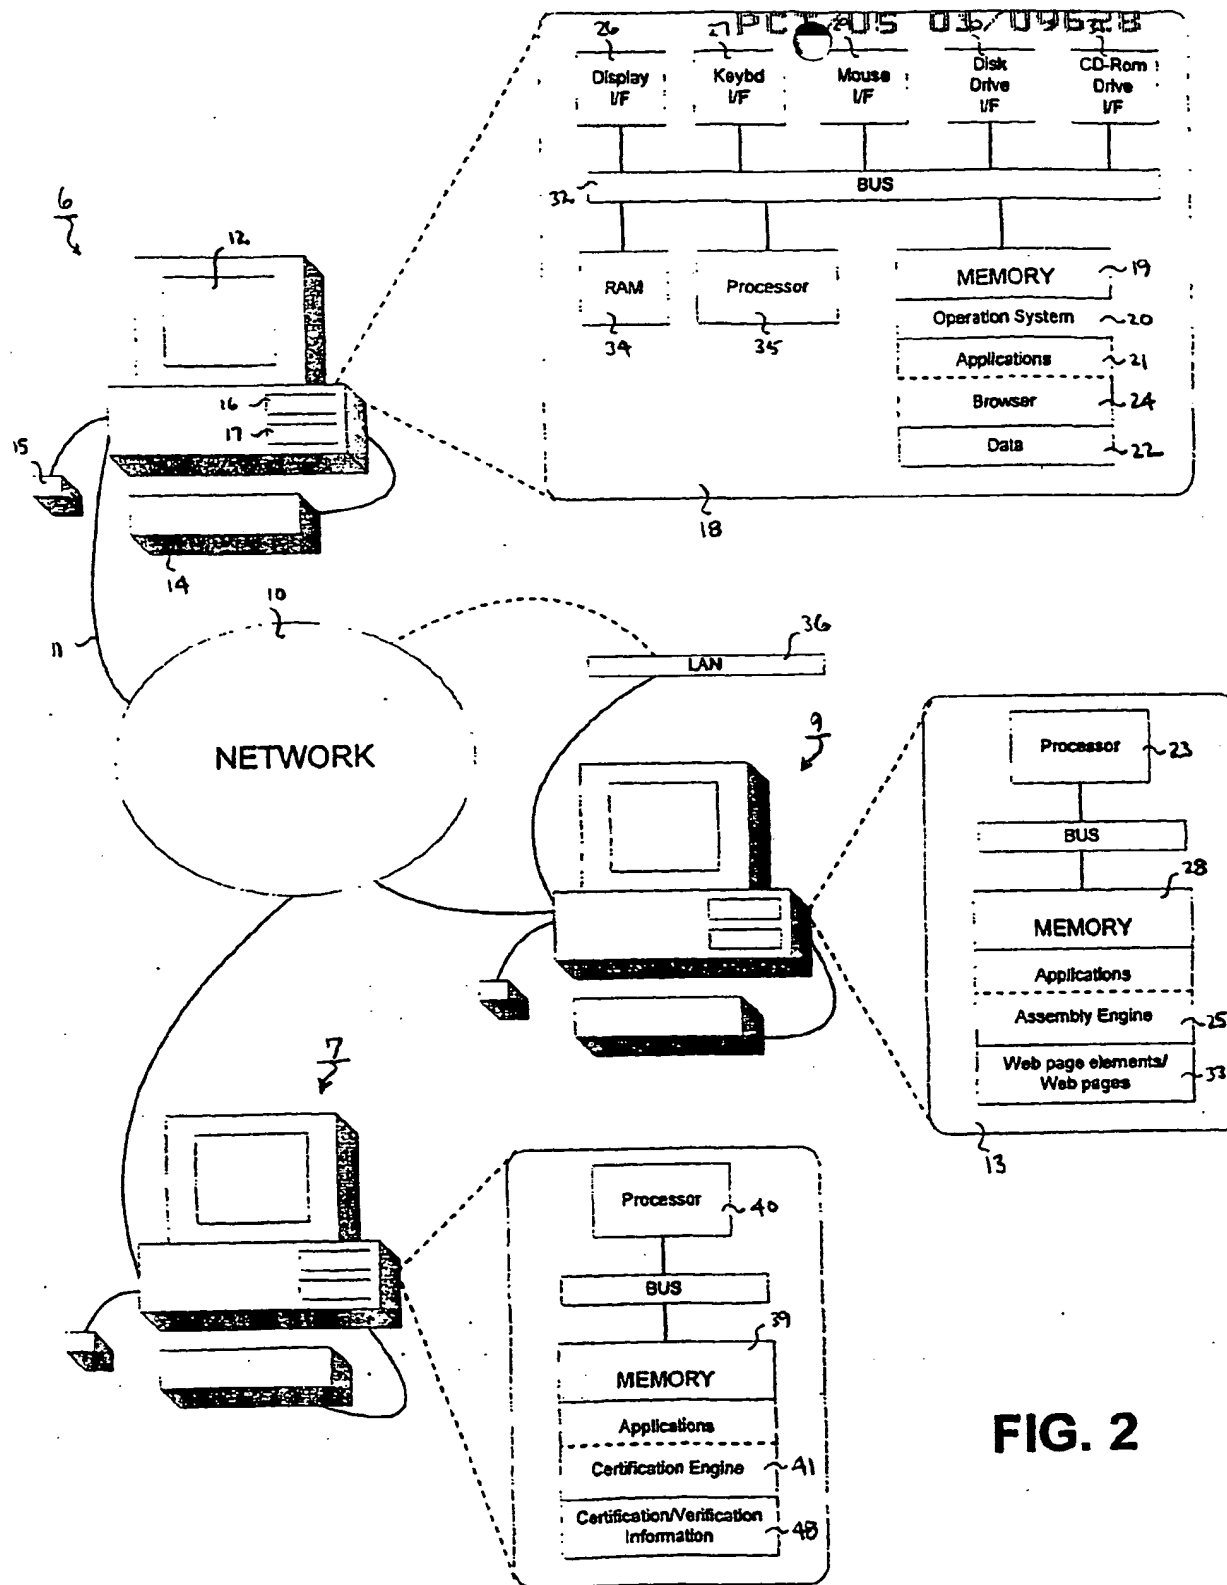 PCT/US 03/09628
26
27
Display
I/F
Keybd
I/F
Mouse
I/F
Disk
Drive
I/F
CD-Rom
Drive
I/F
BUS
32
6
12
RAM
34
Processor
35
MEMORY
19
Operation System
20
Applications
21
Browser
24
Data
22
16
17
15
14
18
10
11
NETWORK
36
LAN
9
Processor
23
BUS
28
MEMORY
Applications
Assembly Engine
25
Web page elements/
Web pages
33
13
7
Processor
40
BUS
39
MEMORY
Applications
Certification Engine
41
Certification/Verification
Information
48
FIG. 2